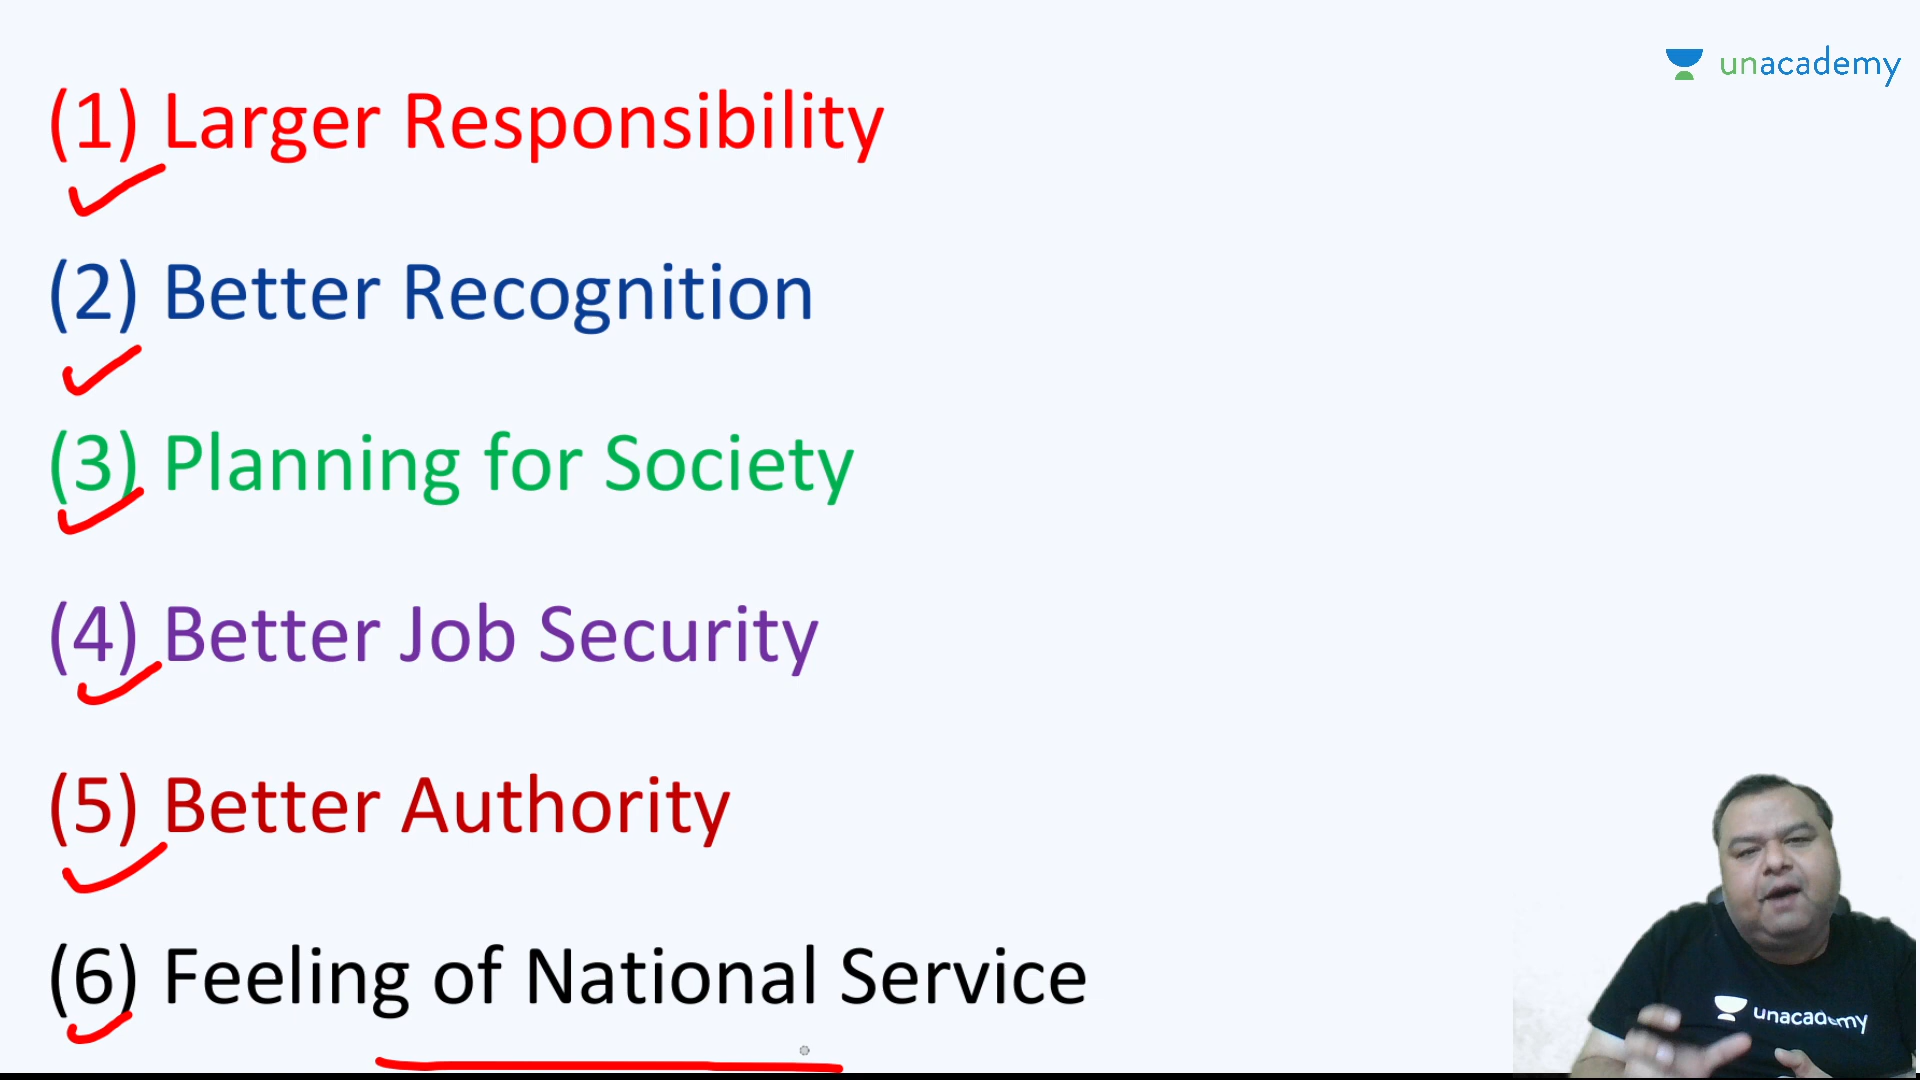 unacademy
(1) Larger Responsibility
(2) Better Recognition
(3) Planning for Society
(4) Better Job Security
(5) Better Authority
(6) Feeling of National Service
unacademy